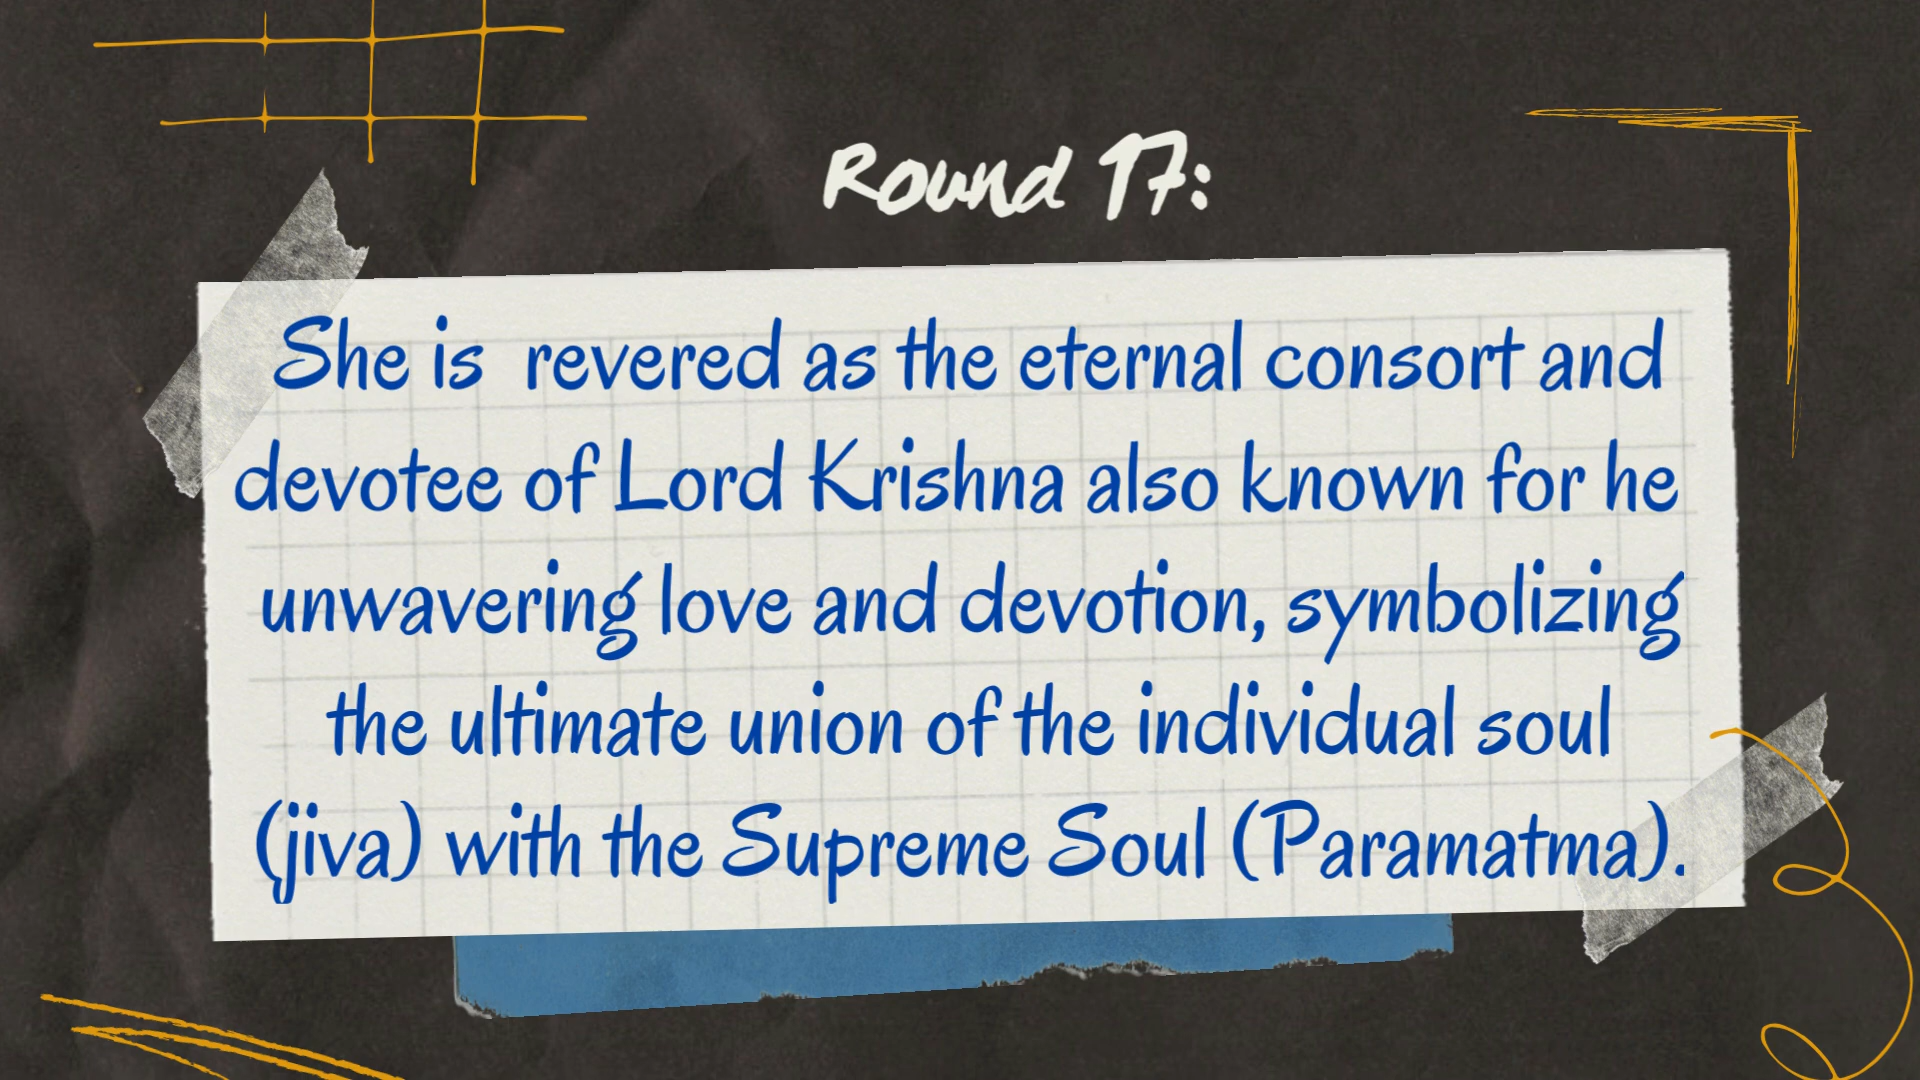 Round 17:
She is  revered as the eternal consort and
devotee of Lord Krishna also known for he
unwavering love and devotion, symbolizing
the ultimate union of the individual soul
(jiva) with the Supreme Soul (Paramatma).